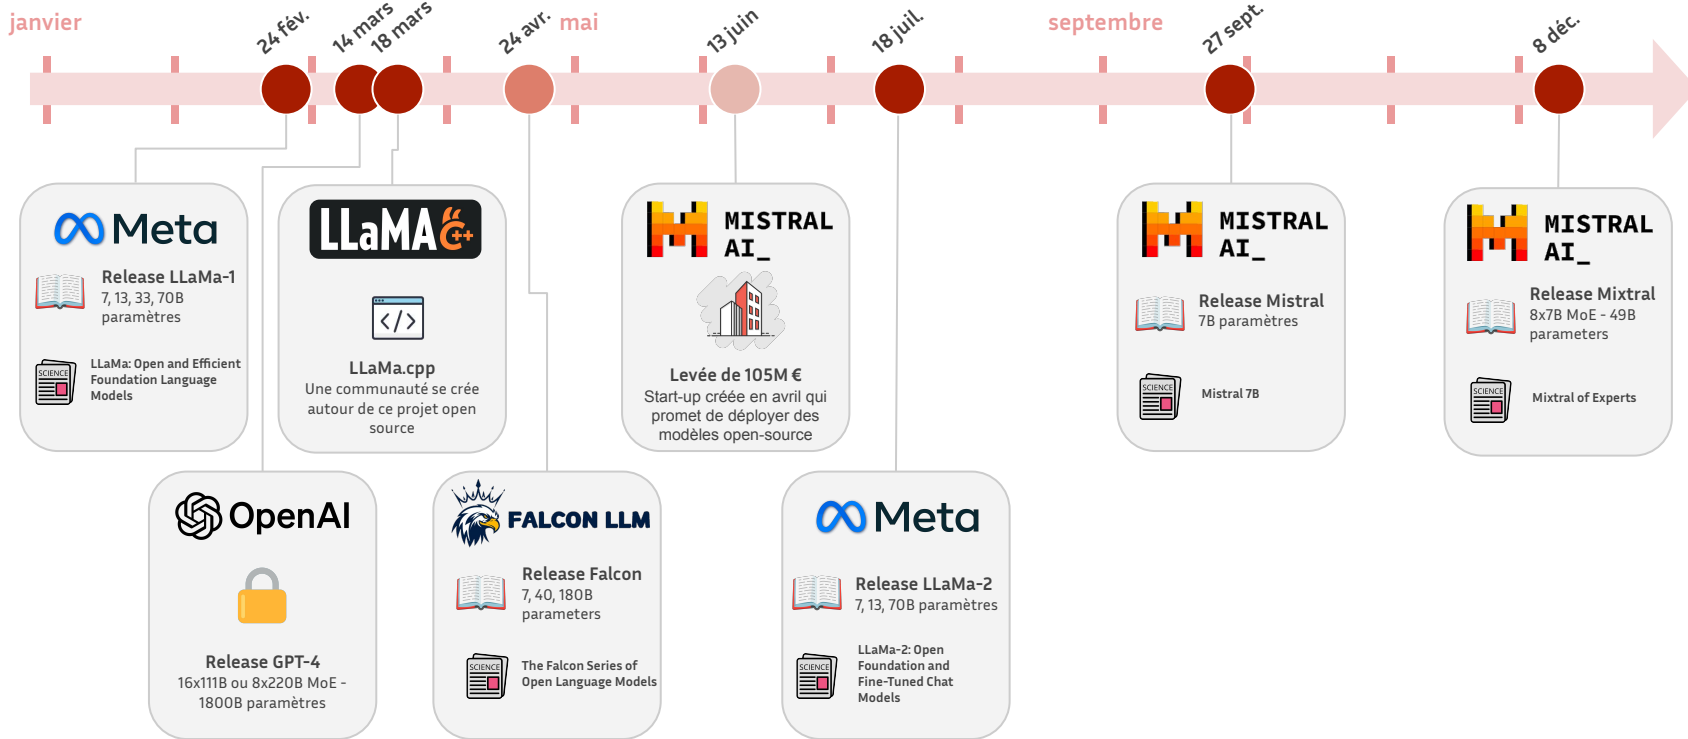 janvier
mai
septembre
24 fév.
14 mars
18 mars
24 avr.
13 juin
18 juil.
27 sept.
8 déc.
Meta
Release LLaMa-1
7, 13, 33, 70B
paramètres
SCIENCE
LLaMa: Open and Efficient
Foundation Language
Models
LLaMA C++
</>
LLaMa.cpp
Une communauté se crée
autour de ce projet open
source
MISTRAL
AI_
Levée de 105M €
Start-up créée en avril qui
promet de déployer des
modèles open-source
MISTRAL
AI_
Release Mistral
7B paramètres
SCIENCE
Mistral 7B
MISTRAL
AI_
Release Mixtral
8x7B MoE - 49B
parameters
SCIENCE
Mixtral of Experts
OpenAI
Release GPT-4
16x111B ou 8x220B MoE -
1800B paramètres
FALCON LLM
Release Falcon
7, 40, 180B
parameters
SCIENCE
The Falcon Series of
Open Language Models
Meta
Release LLaMa-2
7, 13, 70B paramètres
SCIENCE
LLaMa-2: Open
Foundation and
Fine-Tuned Chat
Models